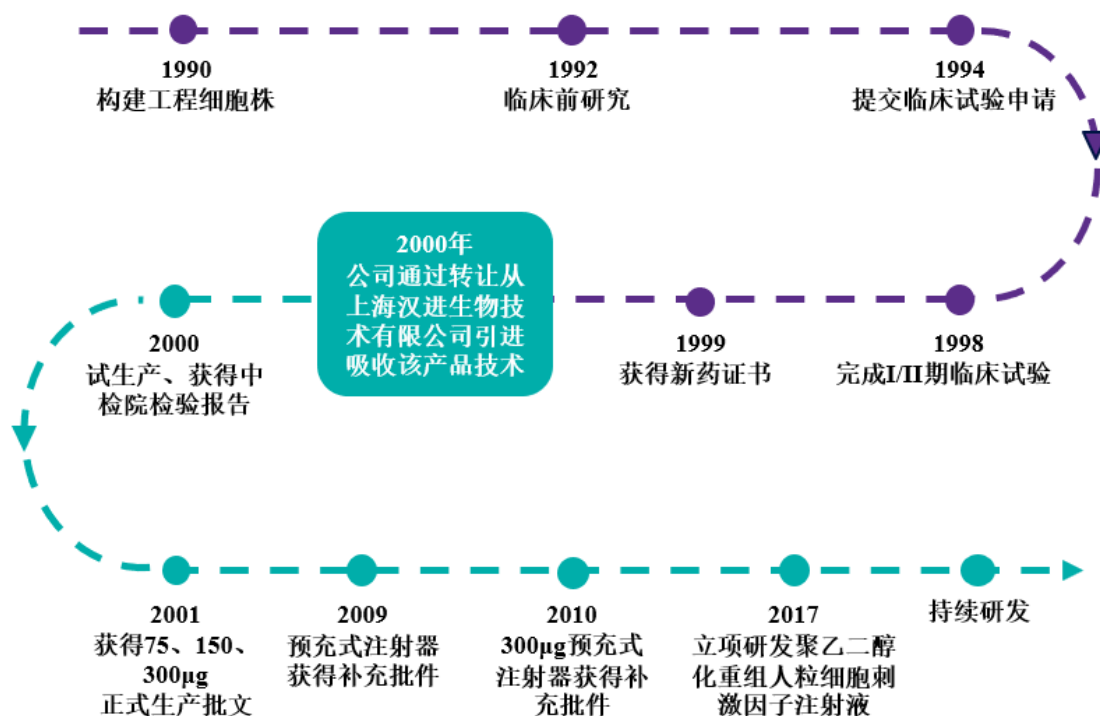 1990
构建工程细胞株
1992
临床前研究
1994
提交临床试验申请
1998
完成I/II期临床试验
1999
获得新药证书
2000年
公司通过转让从
上海汉进生物技
术有限公司引进
吸收该产品技术
2000
试生产、获得中
检院检验报告
2001
获得75、150、
300μg
正式生产批文
2009
预充式注射器
获得补充批件
2010
300μg预充式
注射器获得补
充批件
2017
立项研发聚乙二醇
化重组人粒细胞刺
激因子注射液
持续研发